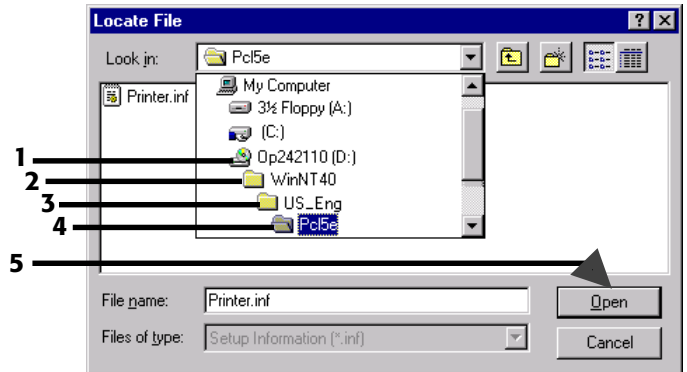 Locate File
Look in: Pcl5e
Printer.inf
My Computer
3½ Floppy (A:)
(C:)
1 Op242110 (D:)
2 WinNT40
3 US_Eng
4 Pcl5e
5
File name: Printer.inf Open
Files of type: Setup Information (*.inf) Cancel